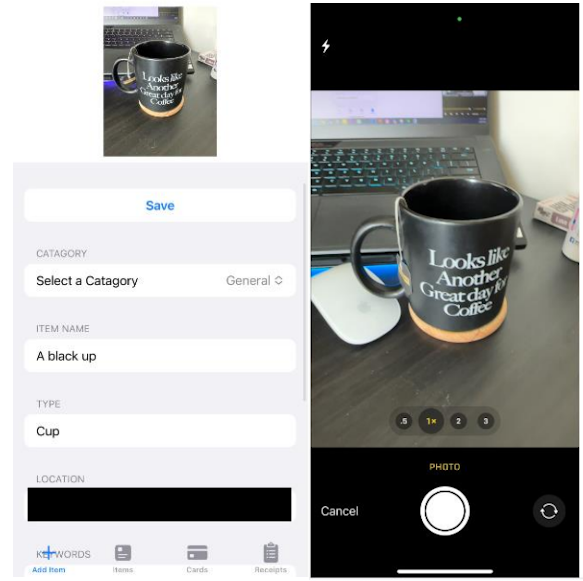 Looks like
Another
Great day for
Coffee
Save
CATAGORY
Select a Catagory
General
ITEM NAME
A black up
TYPE
Cup
LOCATION
KEYWORDS
Add Item
Items
Cards
Receipts
Looks like
Another
Great day for
Coffee
.5
1×
2
3
PHOTO
Cancel